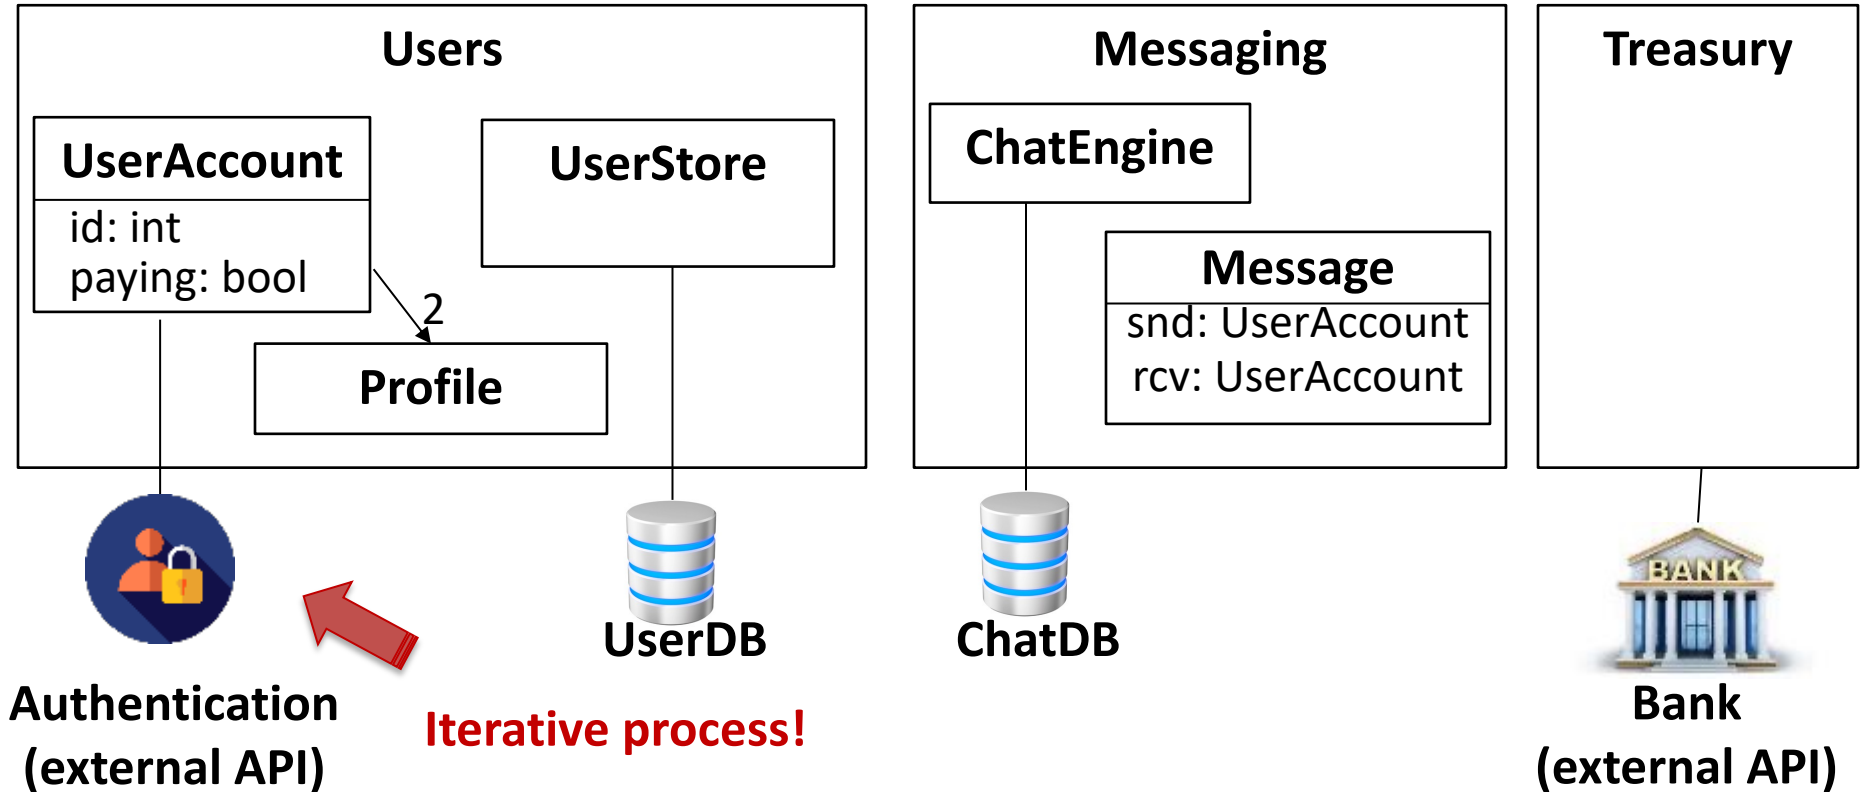 Users
UserAccount
id: int
paying: bool
2
Profile
UserStore
Messaging
ChatEngine
Message
snd: UserAccount
rcv: UserAccount
Treasury
Authentication
(external API)
Iterative process!
UserDB
ChatDB
BANK
Bank
(external API)